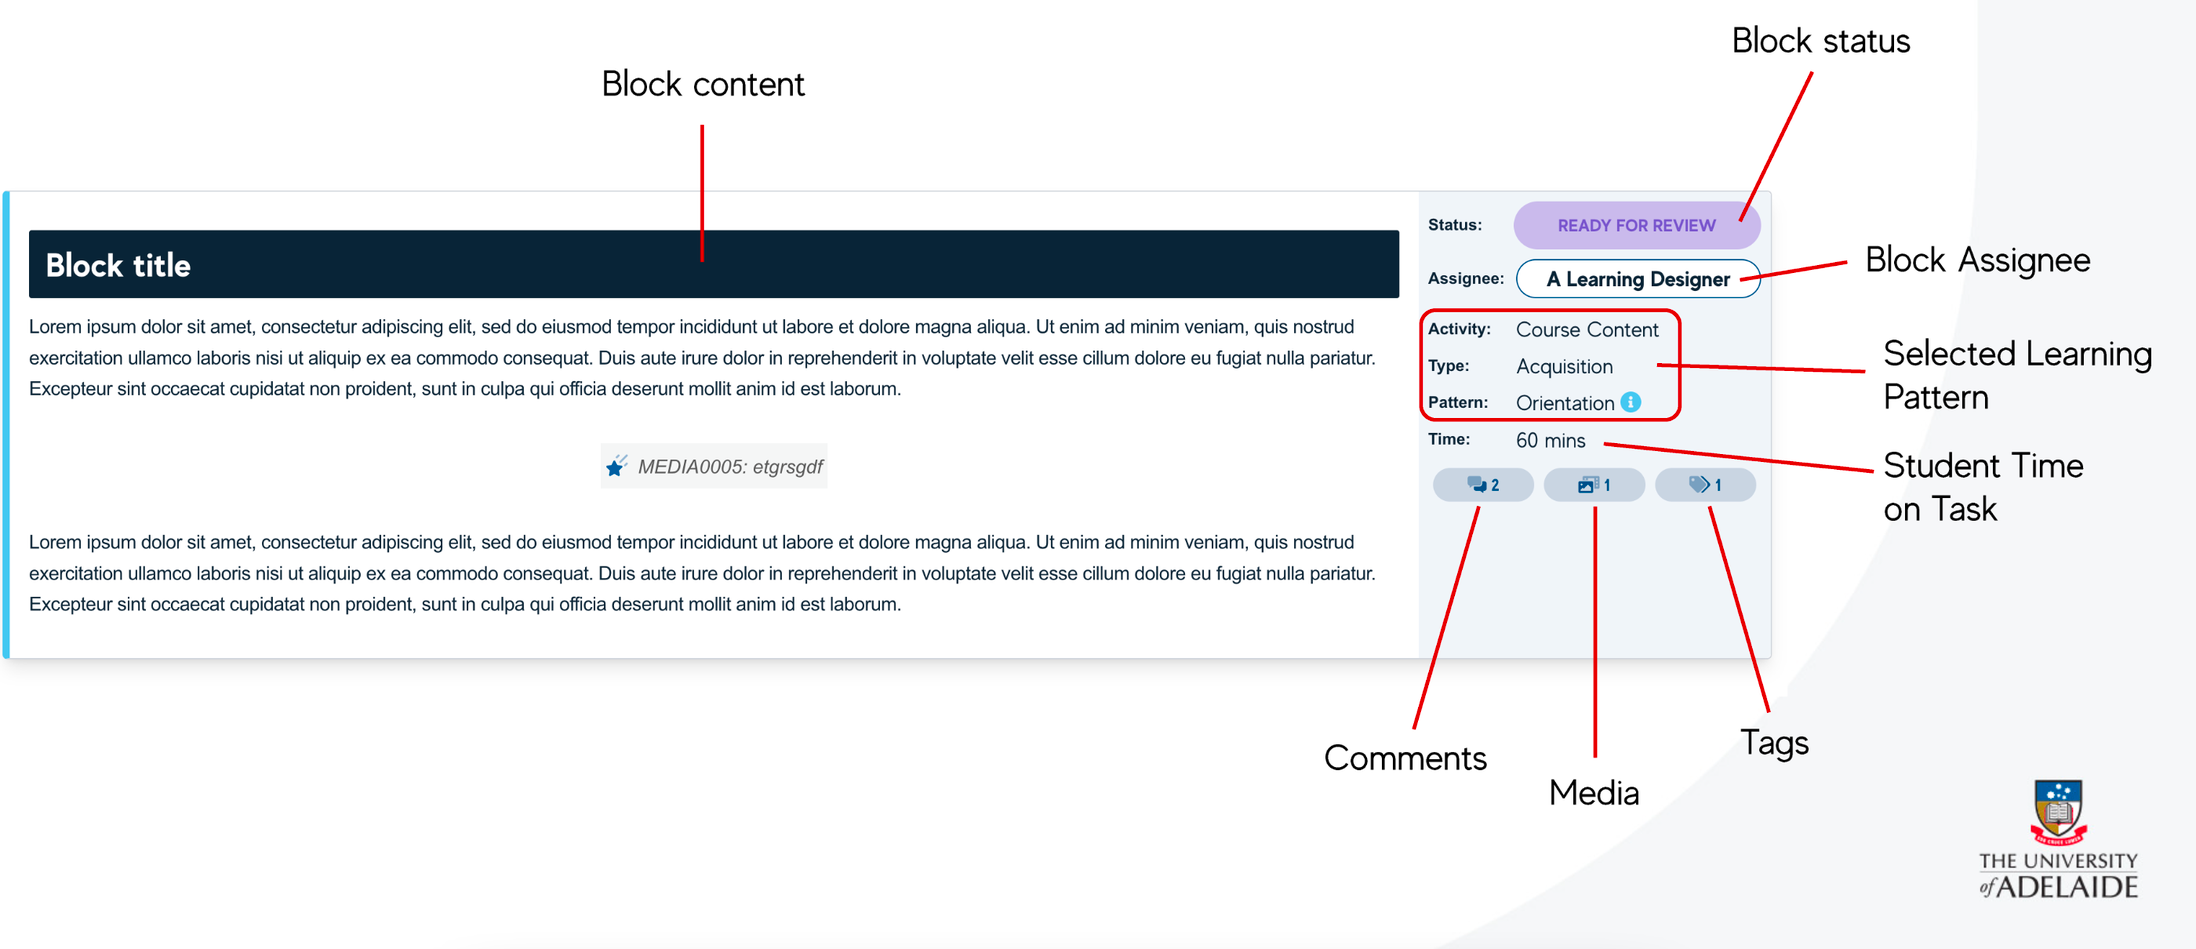 Block status
Block content
Status: READY FOR REVIEW
Block title
Assignee: A Learning Designer
Block Assignee
Lorem ipsum dolor sit amet, consectetur adipiscing elit, sed do eiusmod tempor incididunt ut labore et dolore magna aliqua. Ut enim ad minim veniam, quis nostrud
exercitation ullamco laboris nisi ut aliquip ex ea commodo consequat. Duis aute irure dolor in reprehenderit in voluptate velit esse cillum dolore eu fugiat nulla pariatur.
Excepteur sint occaecat cupidatat non proident, sunt in culpa qui officia deserunt mollit anim id est laborum.
Activity: Course Content
Type: Acquisition
Pattern: Orientation
Selected Learning
Pattern
Time: 60 mins
Student Time
on Task
MEDIA0005: etgrsgdf
2
1
1
Lorem ipsum dolor sit amet, consectetur adipiscing elit, sed do eiusmod tempor incididunt ut labore et dolore magna aliqua. Ut enim ad minim veniam, quis nostrud
exercitation ullamco laboris nisi ut aliquip ex ea commodo consequat. Duis aute irure dolor in reprehenderit in voluptate velit esse cillum dolore eu fugiat nulla pariatur.
Excepteur sint occaecat cupidatat non proident, sunt in culpa qui officia deserunt mollit anim id est laborum.
Comments
Media
Tags
THE UNIVERSITY
of ADELAIDE